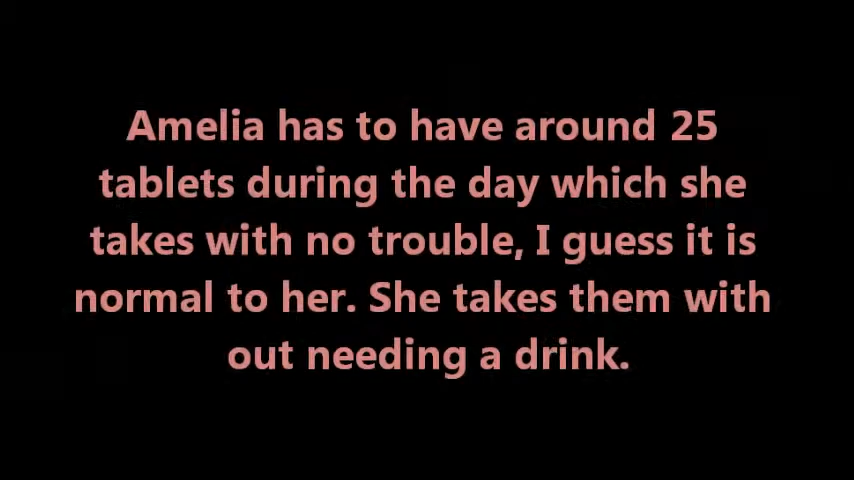 Amelia has to have around 25
tablets during the day which she
takes with no trouble, I guess it is
normal to her. She takes them with
out needing a drink.